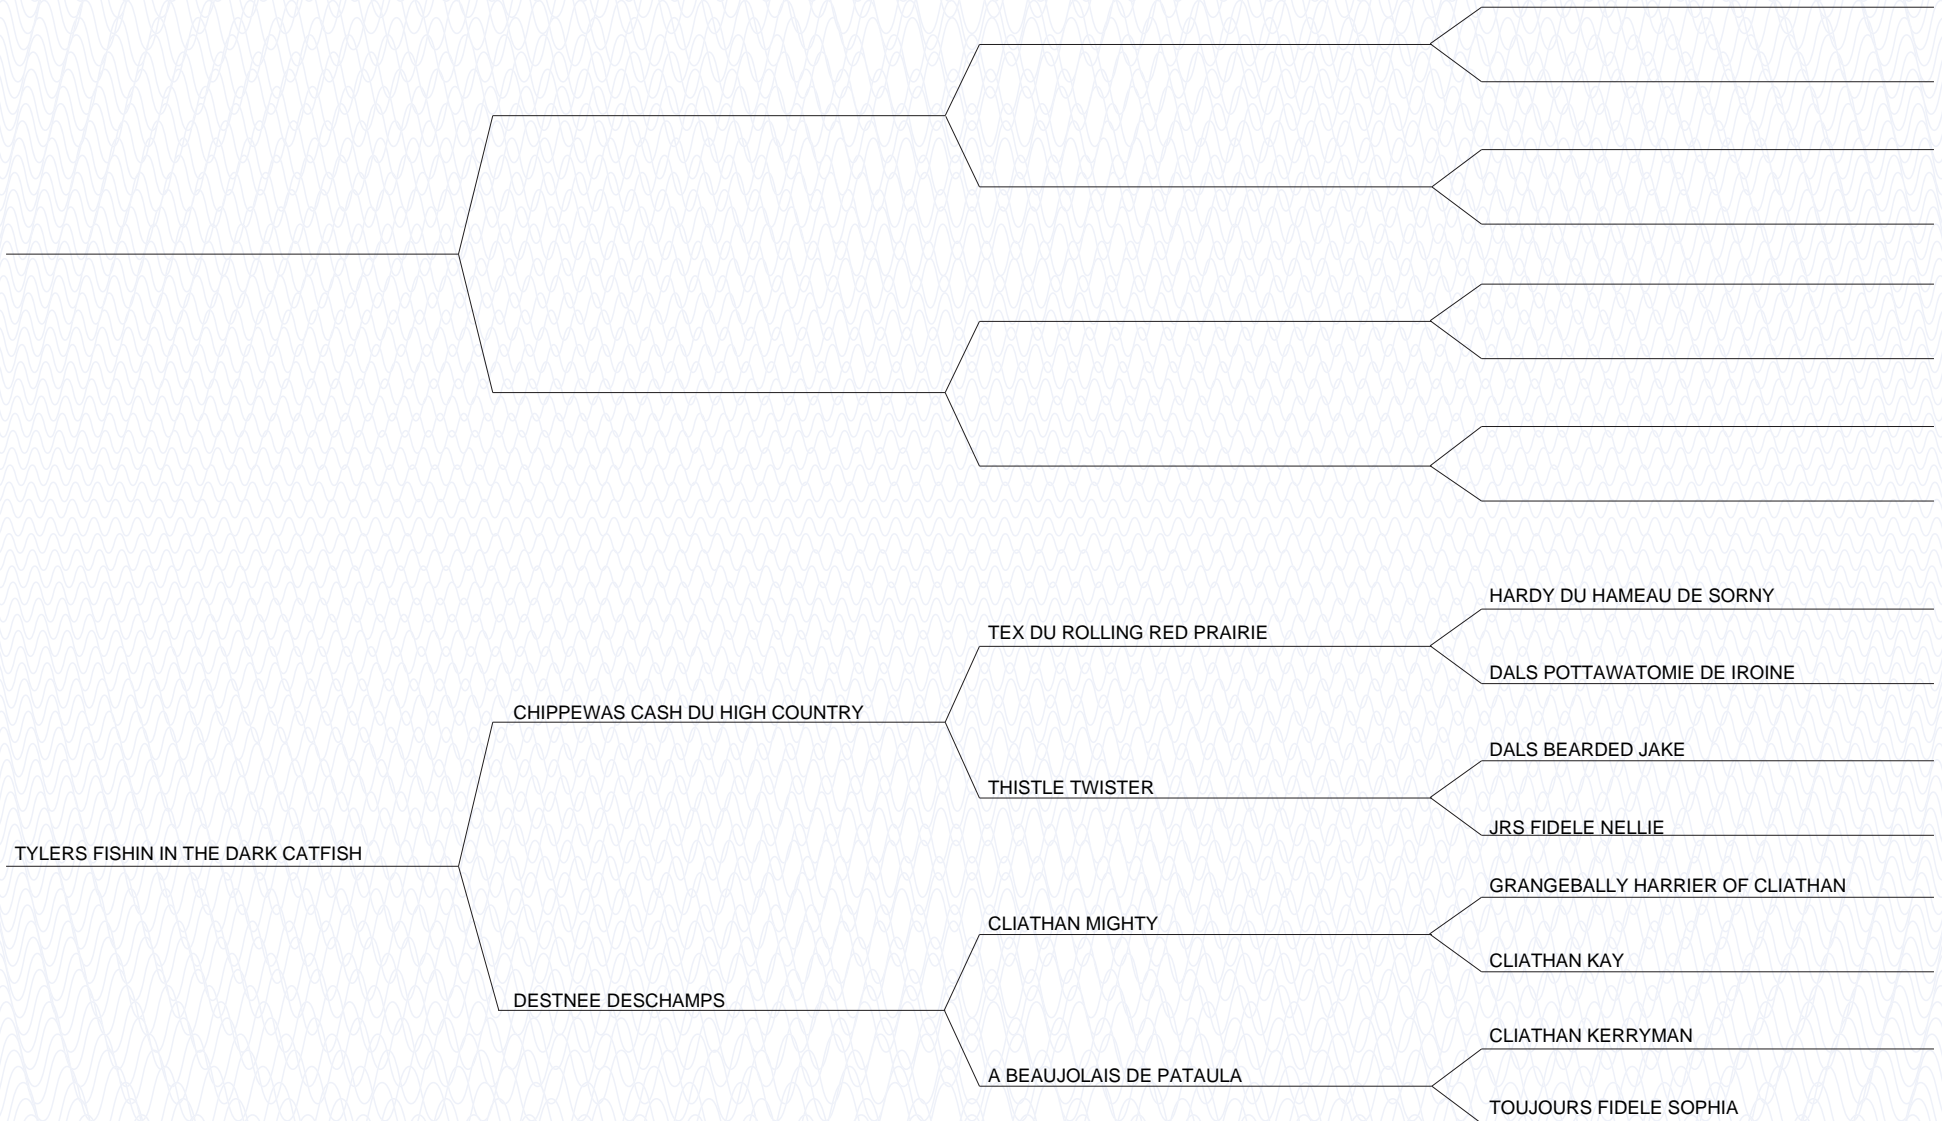 HARDY DU HAMEAU DE SORNY
TEX DU ROLLING RED PRAIRIE
DALS POTTAWATOMIE DE IROINE
CHIPPEWAS CASH DU HIGH COUNTRY
DALS BEARDED JAKE
THISTLE TWISTER
JRS FIDELE NELLIE
TYLERS FISHIN IN THE DARK CATFISH
GRANGEBALLY HARRIER OF CLIATHAN
CLIATHAN MIGHTY
CLIATHAN KAY
DESTNEE DESCHAMPS
CLIATHAN KERRYMAN
A BEAUJOLAIS DE PATAULA
TOUJOURS FIDELE SOPHIA